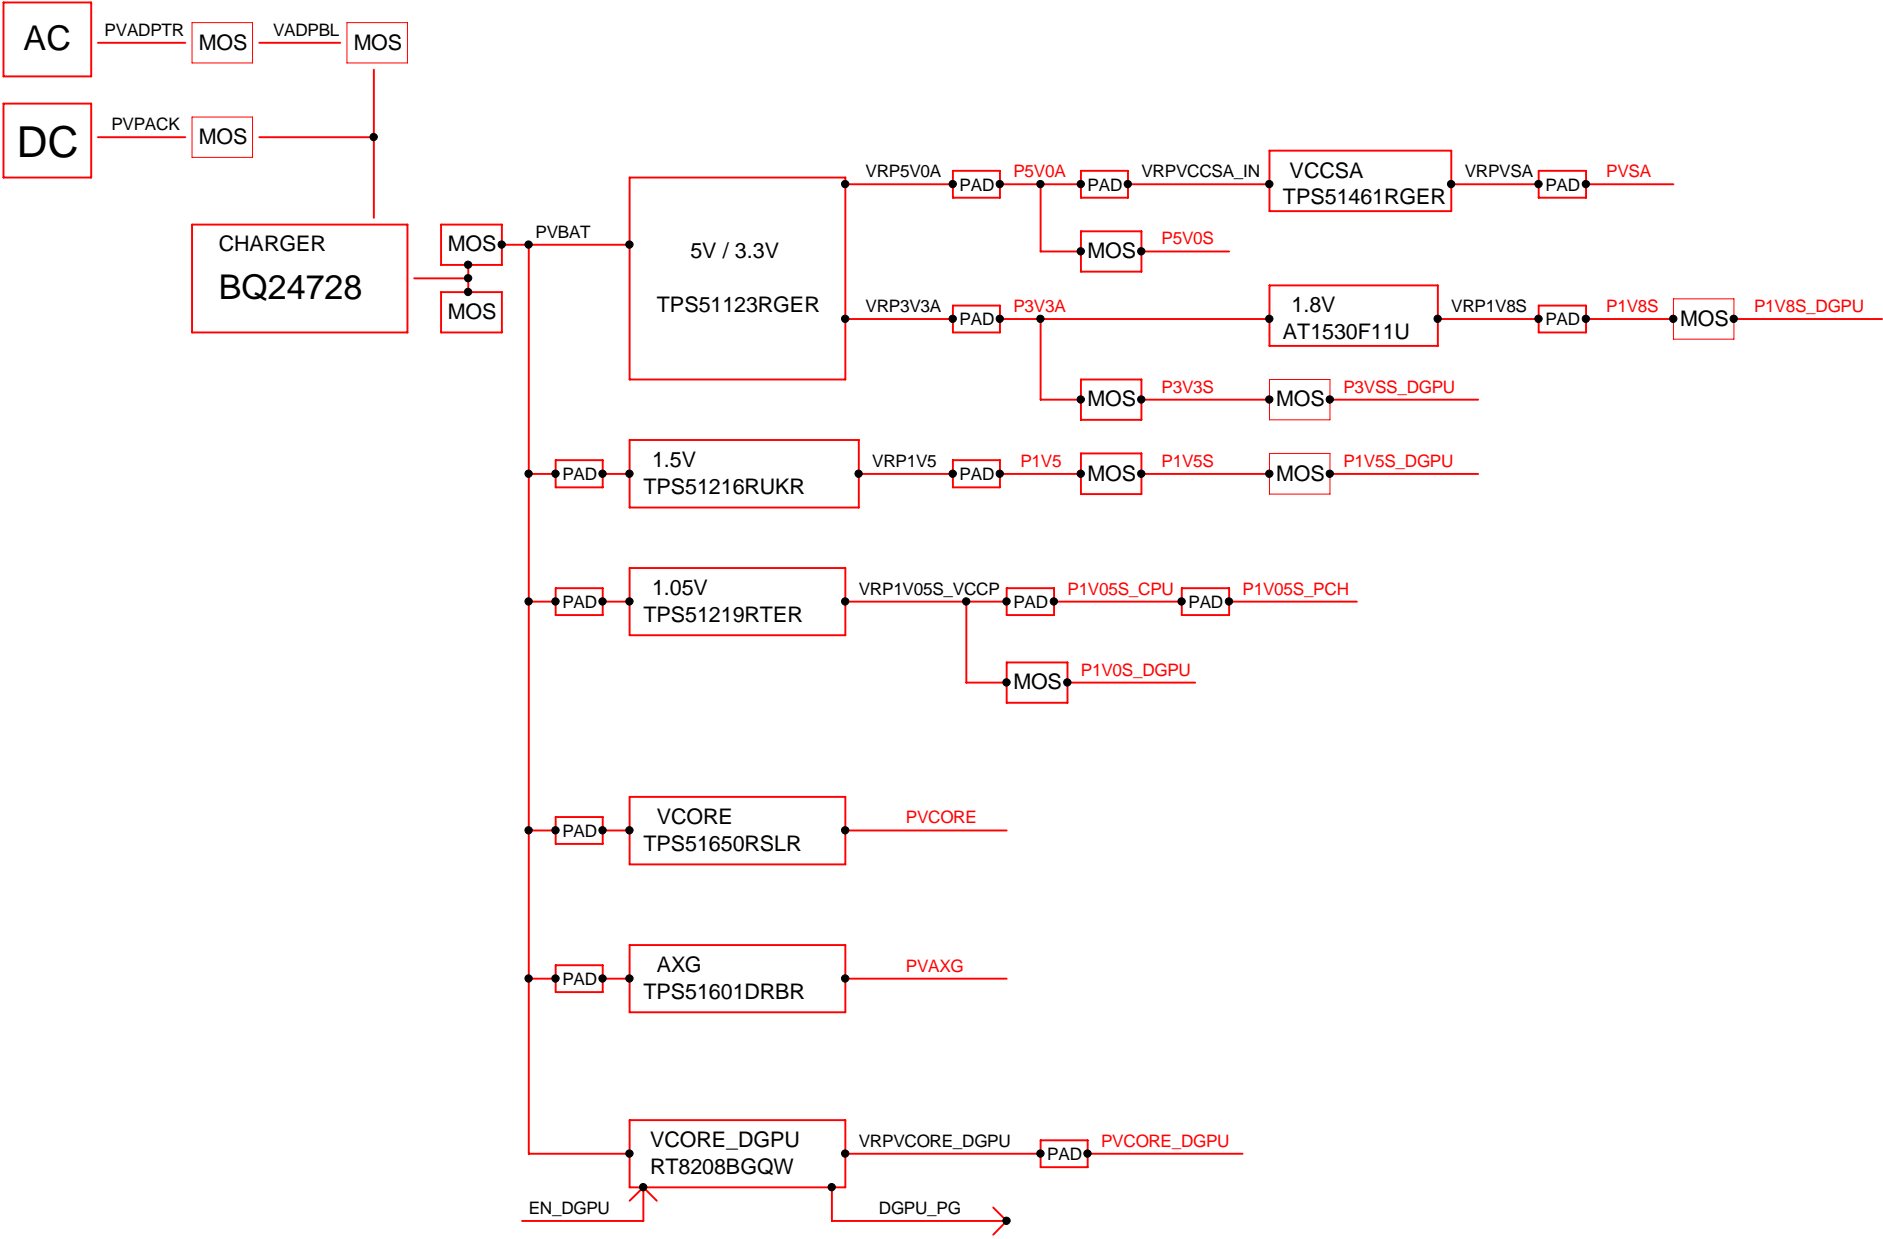 AC
PVADPTR
MOS
VADPBL
MOS
DC
PVPACK
MOS
CHARGER
BQ24728
MOS
MOS
PVBAT
5V / 3.3V
TPS51123RGER
VRP5V0A
PAD
P5V0A
PAD
VRPVCCSA_IN
VCCSA
TPS51461RGER
VRPVSA
PAD
PVSA
MOS
P5V0S
VRP3V3A
PAD
P3V3A
1.8V
AT1530F11U
VRP1V8S
PAD
P1V8S
MOS
P1V8S_DGPU
MOS
P3V3S
MOS
P3VSS_DGPU
PAD
1.5V
TPS51216RUKR
VRP1V5
PAD
P1V5
MOS
P1V5S
MOS
P1V5S_DGPU
PAD
1.05V
TPS51219RTER
VRP1V05S_VCCP
PAD
P1V05S_CPU
PAD
P1V05S_PCH
MOS
P1V0S_DGPU
PAD
VCORE
TPS51650RSLR
PVCORE
PAD
AXG
TPS51601DRBR
PVAXG
VCORE_DGPU
RT8208BGQW
VRPVCORE_DGPU
PAD
PVCORE_DGPU
EN_DGPU
DGPU_PG